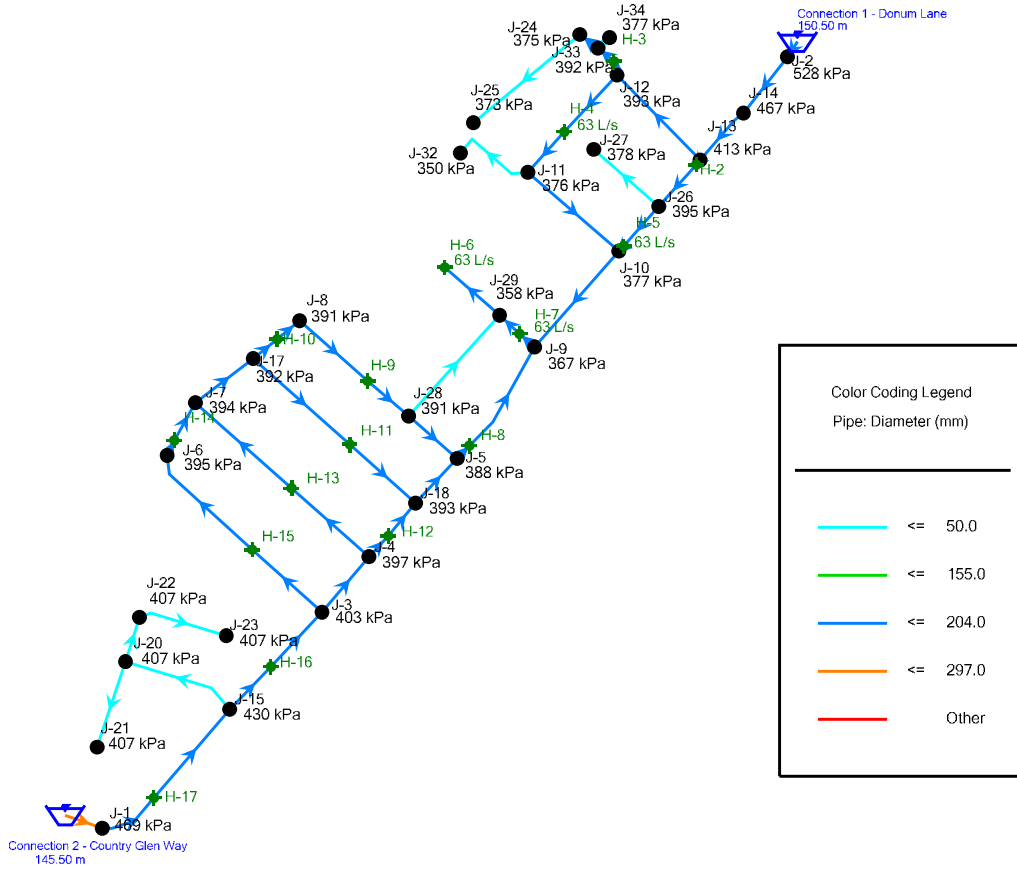 J-34
377 kPa
J-24
375 kPa
H-3
J-33
392 kPa
Connection 1 - Donum Lane
150.50 m
J-2
528 kPa
J-12
393 kPa
J-14
467 kPa
J-25
373 kPa
H-4
63 L/s
J-13
413 kPa
H-2
J-27
378 kPa
J-32
350 kPa
J-11
376 kPa
J-26
395 kPa
H-5
63 L/s
J-10
377 kPa
H-6
63 L/s
J-29
358 kPa
H-7
63 L/s
J-9
367 kPa
J-8
391 kPa
H-10
J-17
392 kPa
H-9
J-7
394 kPa
H-14
J-28
391 kPa
H-11
H-8
J-5
388 kPa
J-6
395 kPa
H-13
J-18
393 kPa
H-12
H-15
J-4
397 kPa
J-3
403 kPa
J-22
407 kPa
J-23
407 kPa
J-20
407 kPa
H-16
J-15
430 kPa
J-21
407 kPa
H-17
J-1
469 kPa
Connection 2 - Country Glen Way
145.50 m
Color Coding Legend
Pipe: Diameter (mm)
<= 50.0
<= 155.0
<= 204.0
<= 297.0
Other